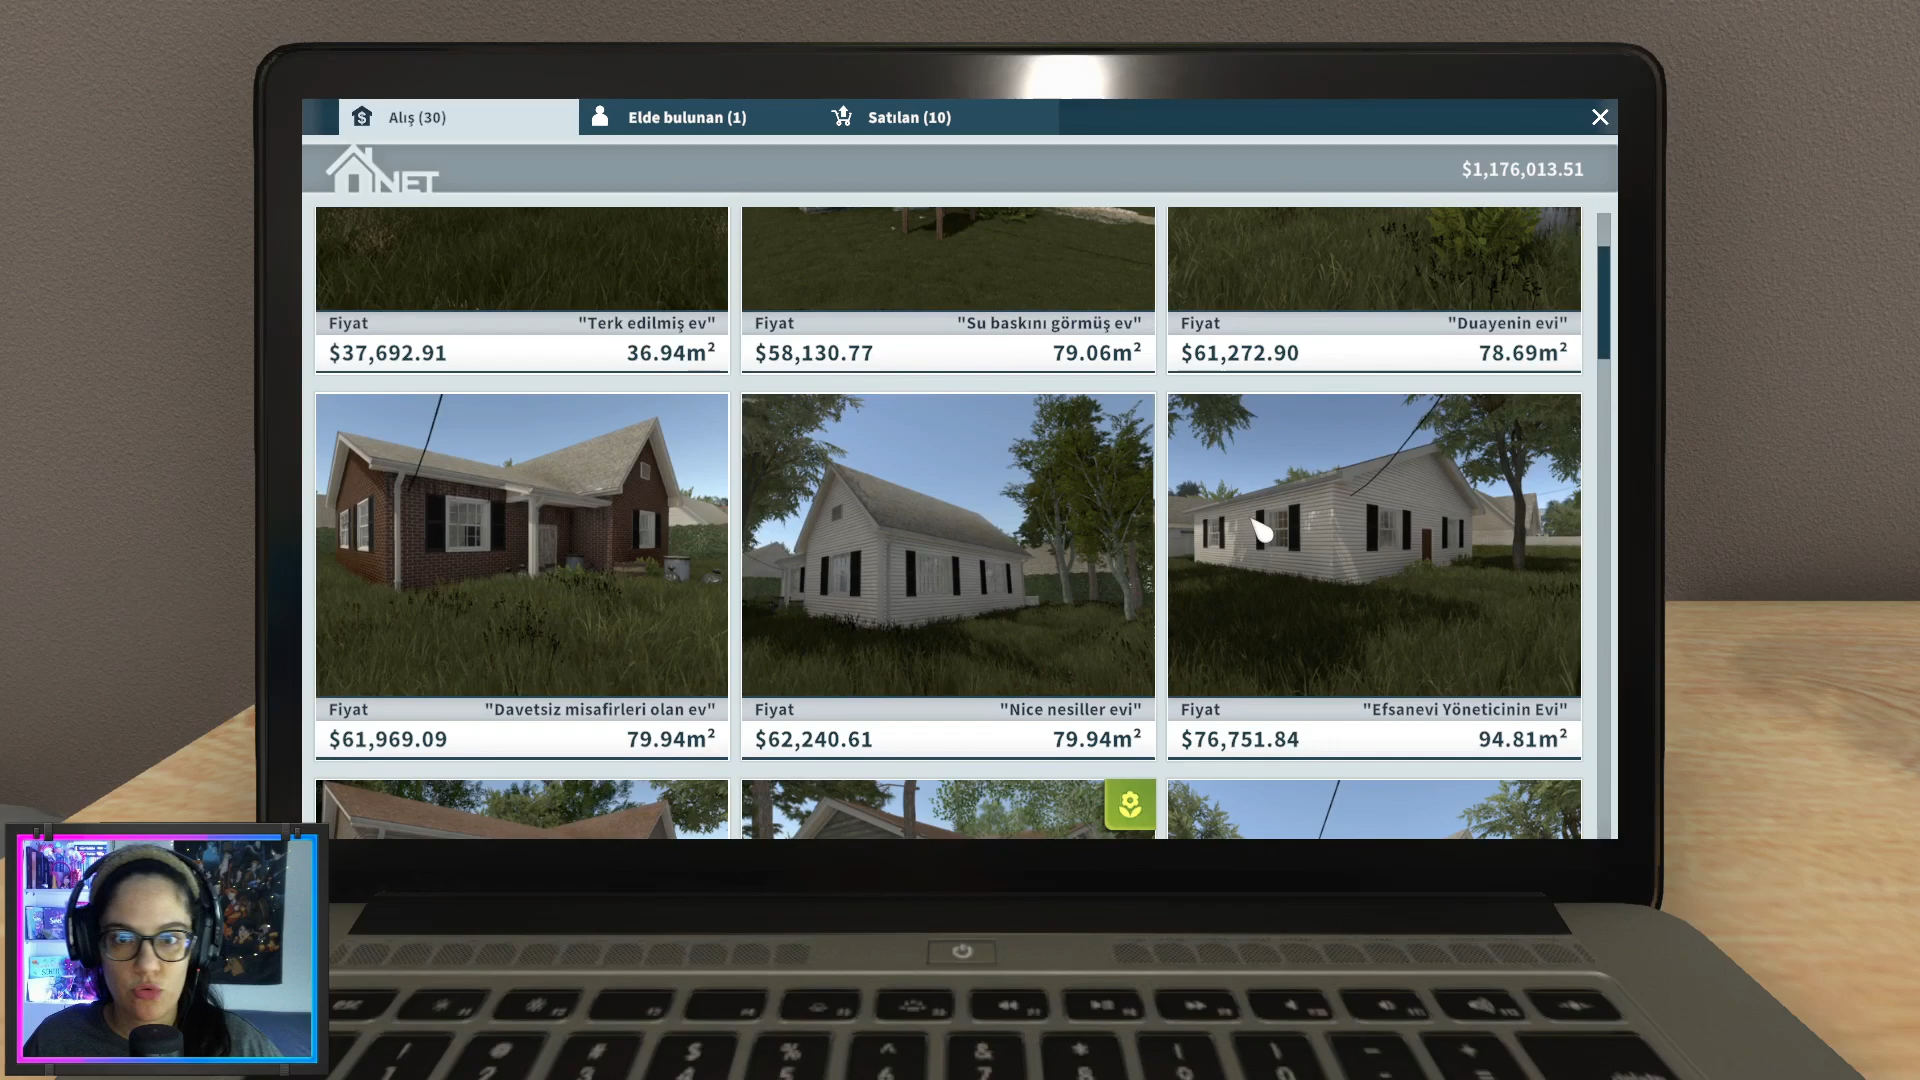 Alış (30)
Elde bulunan (1)
Satılan (10)
NET
$1,176,013.51
Fiyat "Terk edilmiş ev"
$37,692.91 36.94m²
Fiyat "Su baskını görmüş ev"
$58,130.77 79.06m²
Fiyat "Duayenin evi"
$61,272.90 78.69m²
Fiyat "Davetsiz misafirleri olan ev"
$61,969.09 79.94m²
Fiyat "Nice nesiller evi"
$62,240.61 79.94m²
Fiyat "Efsanevi Yöneticinin Evi"
$76,751.84 94.81m²